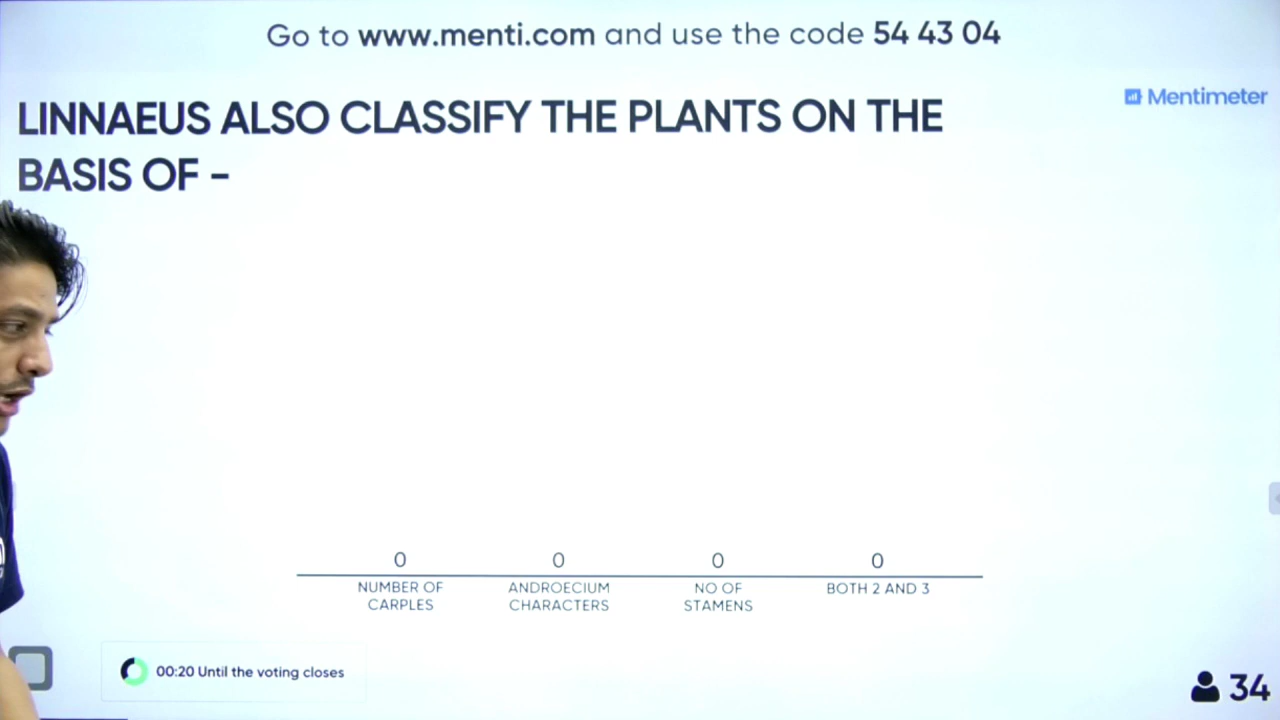 Go to www.menti.com and use the code 54 43 04
Mentimeter
LINNAEUS ALSO CLASSIFY THE PLANTS ON THE
BASIS OF -
0 0 0 0
NUMBER OF CARPLES
ANDROECIUM CHARACTERS
NO OF STAMENS
BOTH 2 AND 3
00:20 Until the voting closes
34